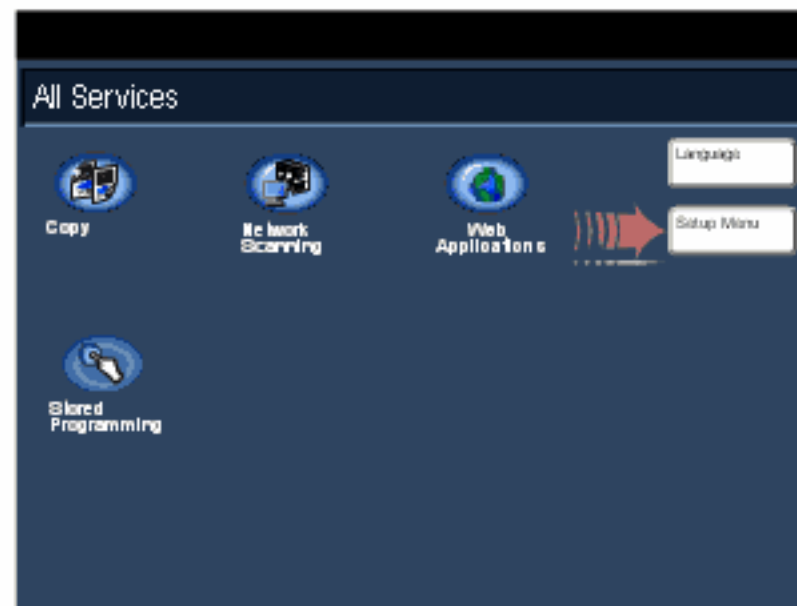 All Services
Language
Copy
Network
Scanning
Web
Applications
Setup Menu
Stored
Programming